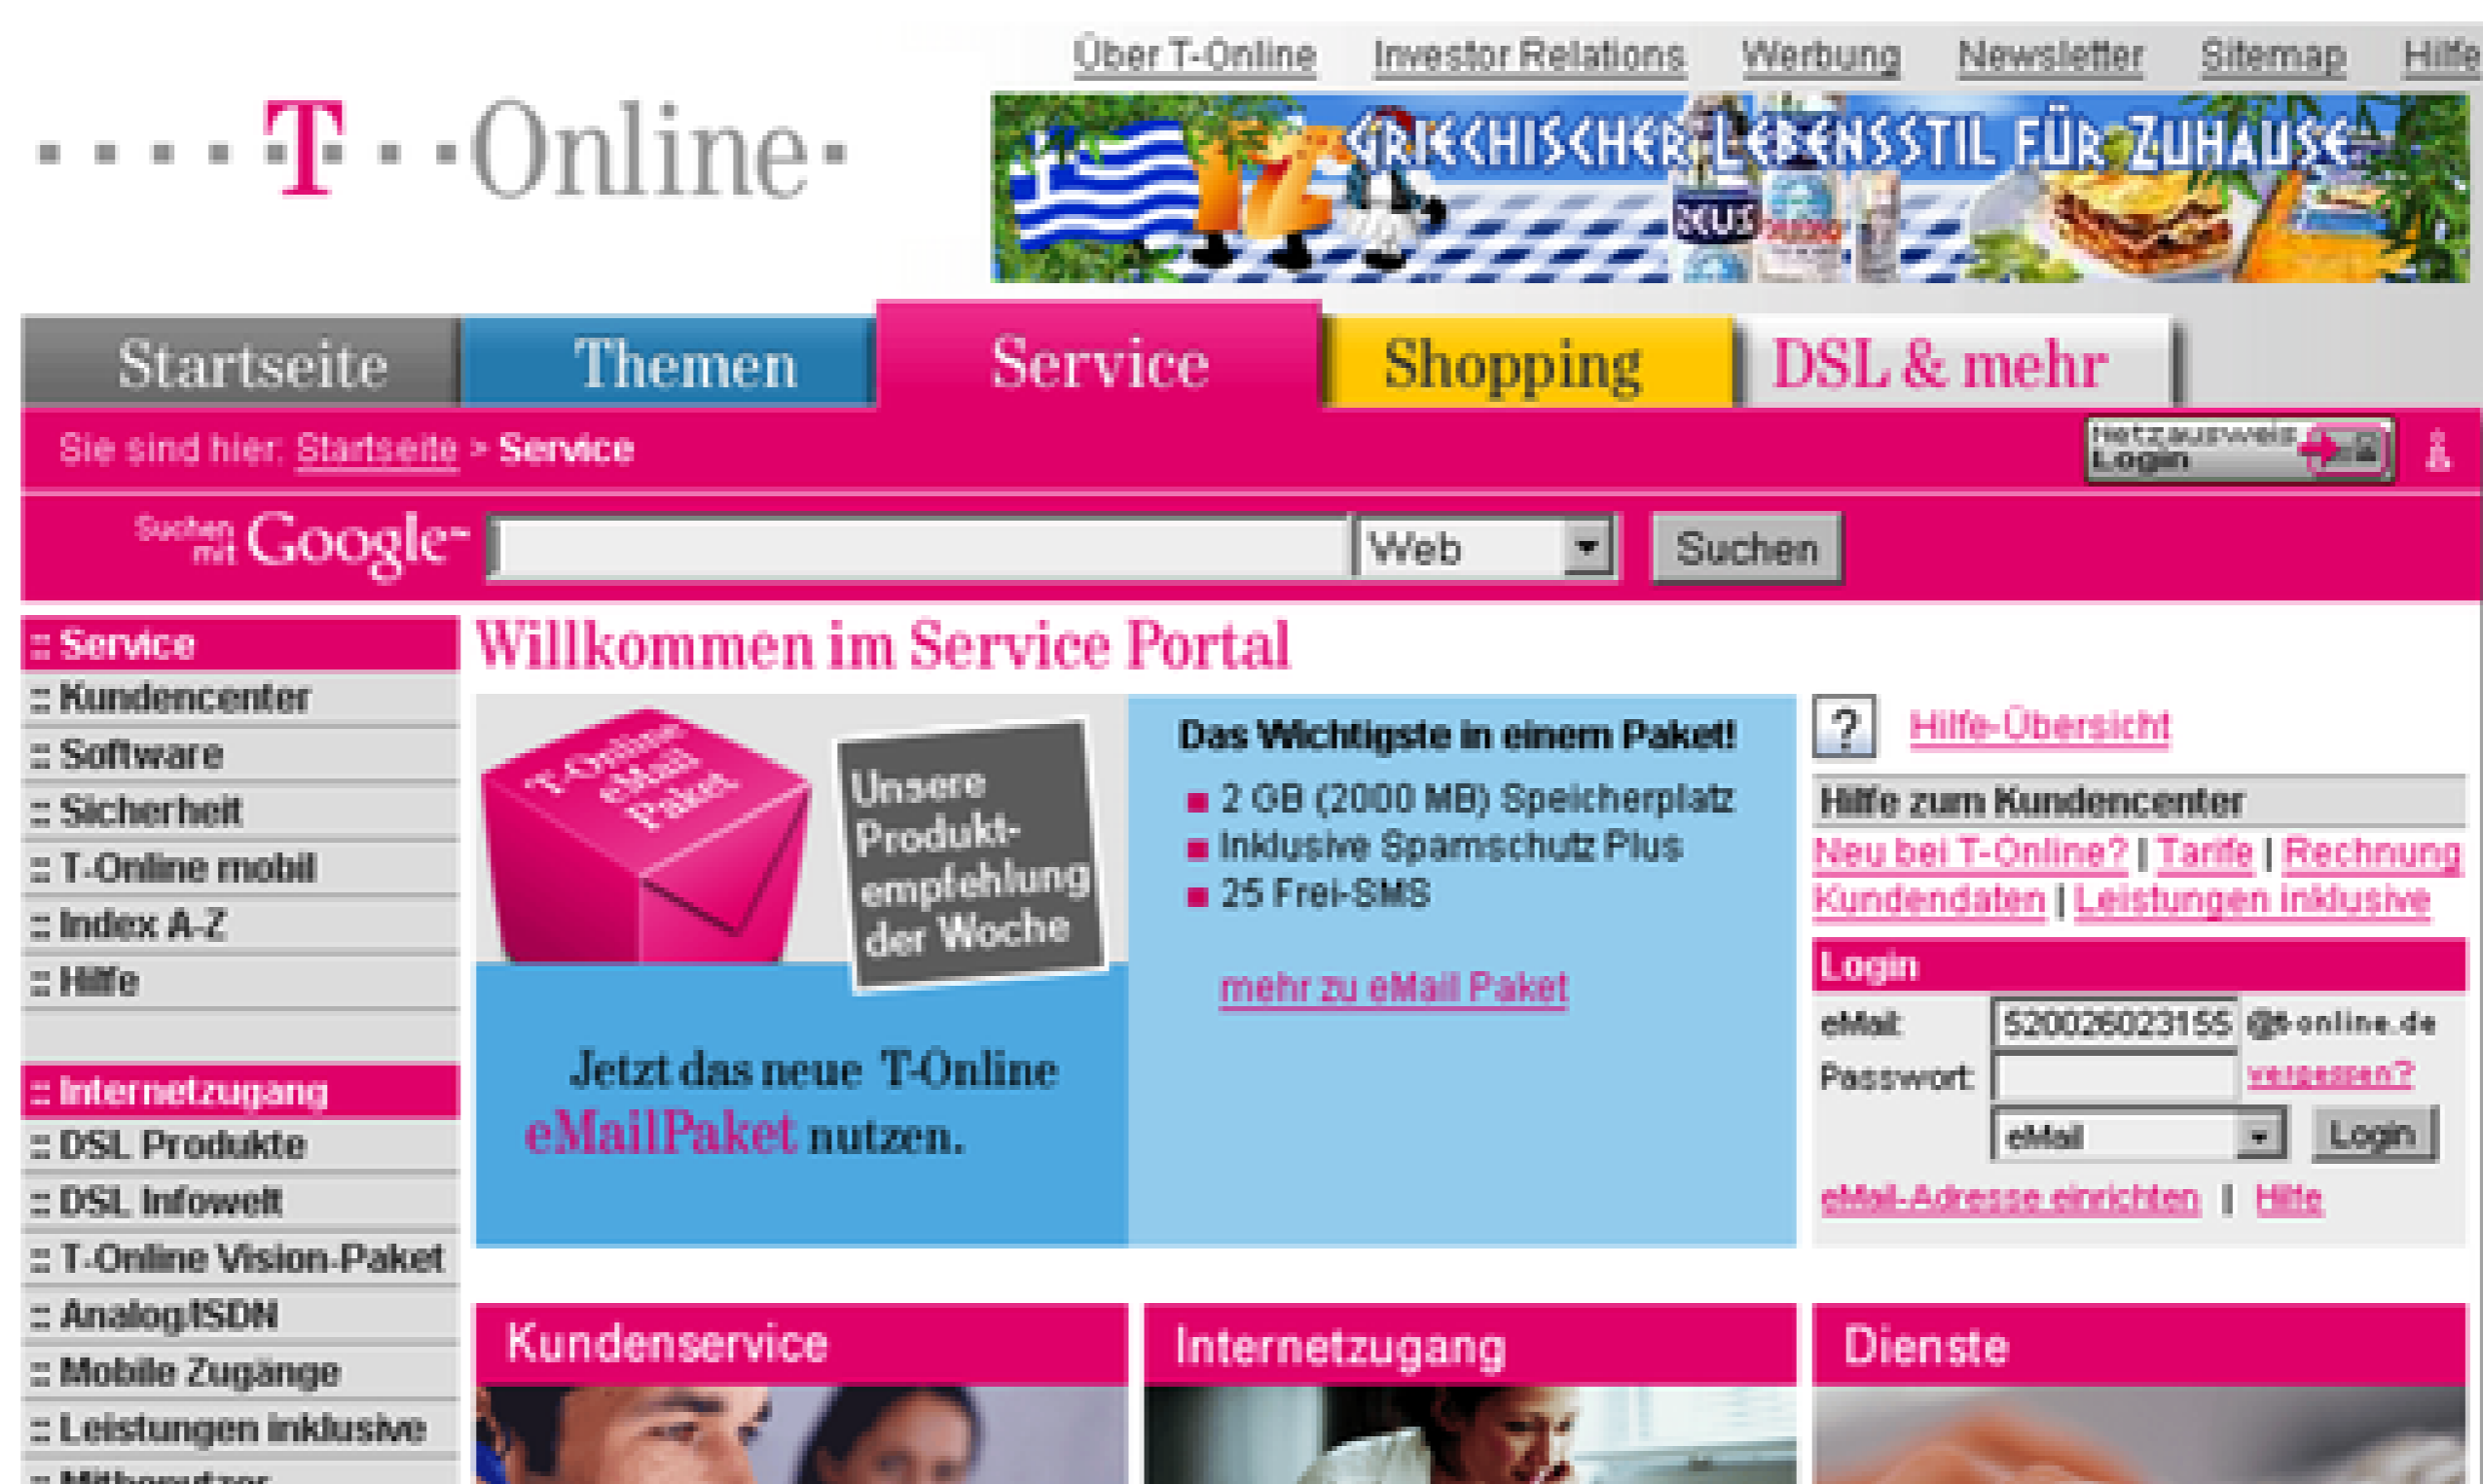 Über T-Online Investor Relations Werbung Newsletter Sitemap Hilfe
T Online
GRIECHISCHER LEBENSSTIL FÜR ZUHAUSE
ZEUS
Startseite Themen Service Shopping DSL & mehr
Sie sind hier: Startseite > Service
Netzausweis
Login
Suchen mit Google Web Suchen
:: Service
:: Kundencenter
:: Software
:: Sicherheit
:: T-Online mobil
:: Index A-Z
:: Hilfe
:: Internetzugang
:: DSL Produkte
:: DSL Infowelt
:: T-Online Vision-Paket
:: Analog/ISDN
:: Mobile Zugänge
:: Leistungen inklusive
:: Mitbenutzer
Willkommen im Service Portal
T-Online
eMail
Paket
Unsere
Produkt-
empfehlung
der Woche
Jetzt das neue T-Online
eMailPaket nutzen.
Das Wichtigste in einem Paket!
2 GB (2000 MB) Speicherplatz
Inklusive Spamschutz Plus
25 Frei-SMS
mehr zu eMail Paket
? Hilfe-Übersicht
Hilfe zum Kundencenter
Neu bei T-Online? | Tarife | Rechnung
Kundendaten | Leistungen inklusive
Login
eMail: 520026023155 @t-online.de
Passwort: vergessen?
eMail Login
eMail-Adresse einrichten | Hilfe
Kundenservice
Internetzugang
Dienste